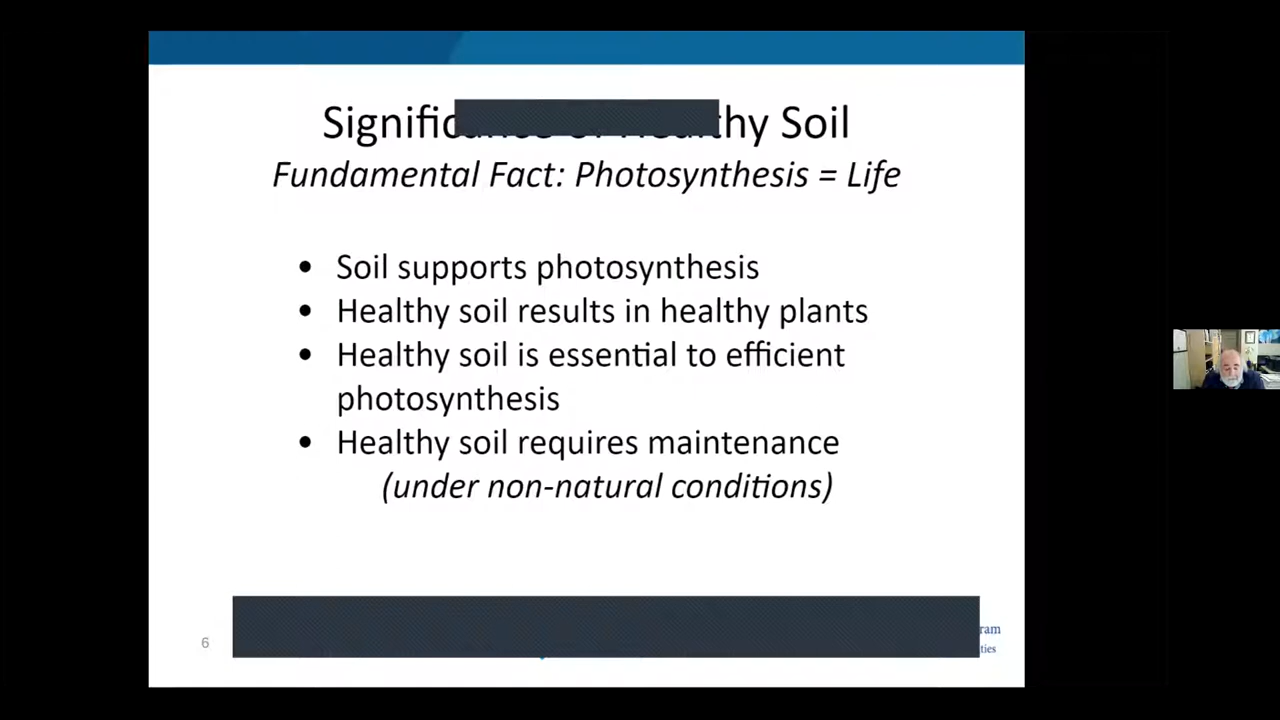 Significance of Healthy Soil
Fundamental Fact: Photosynthesis = Life
• Soil supports photosynthesis
• Healthy soil results in healthy plants
• Healthy soil is essential to efficient
photosynthesis
• Healthy soil requires maintenance
(under non-natural conditions)
6